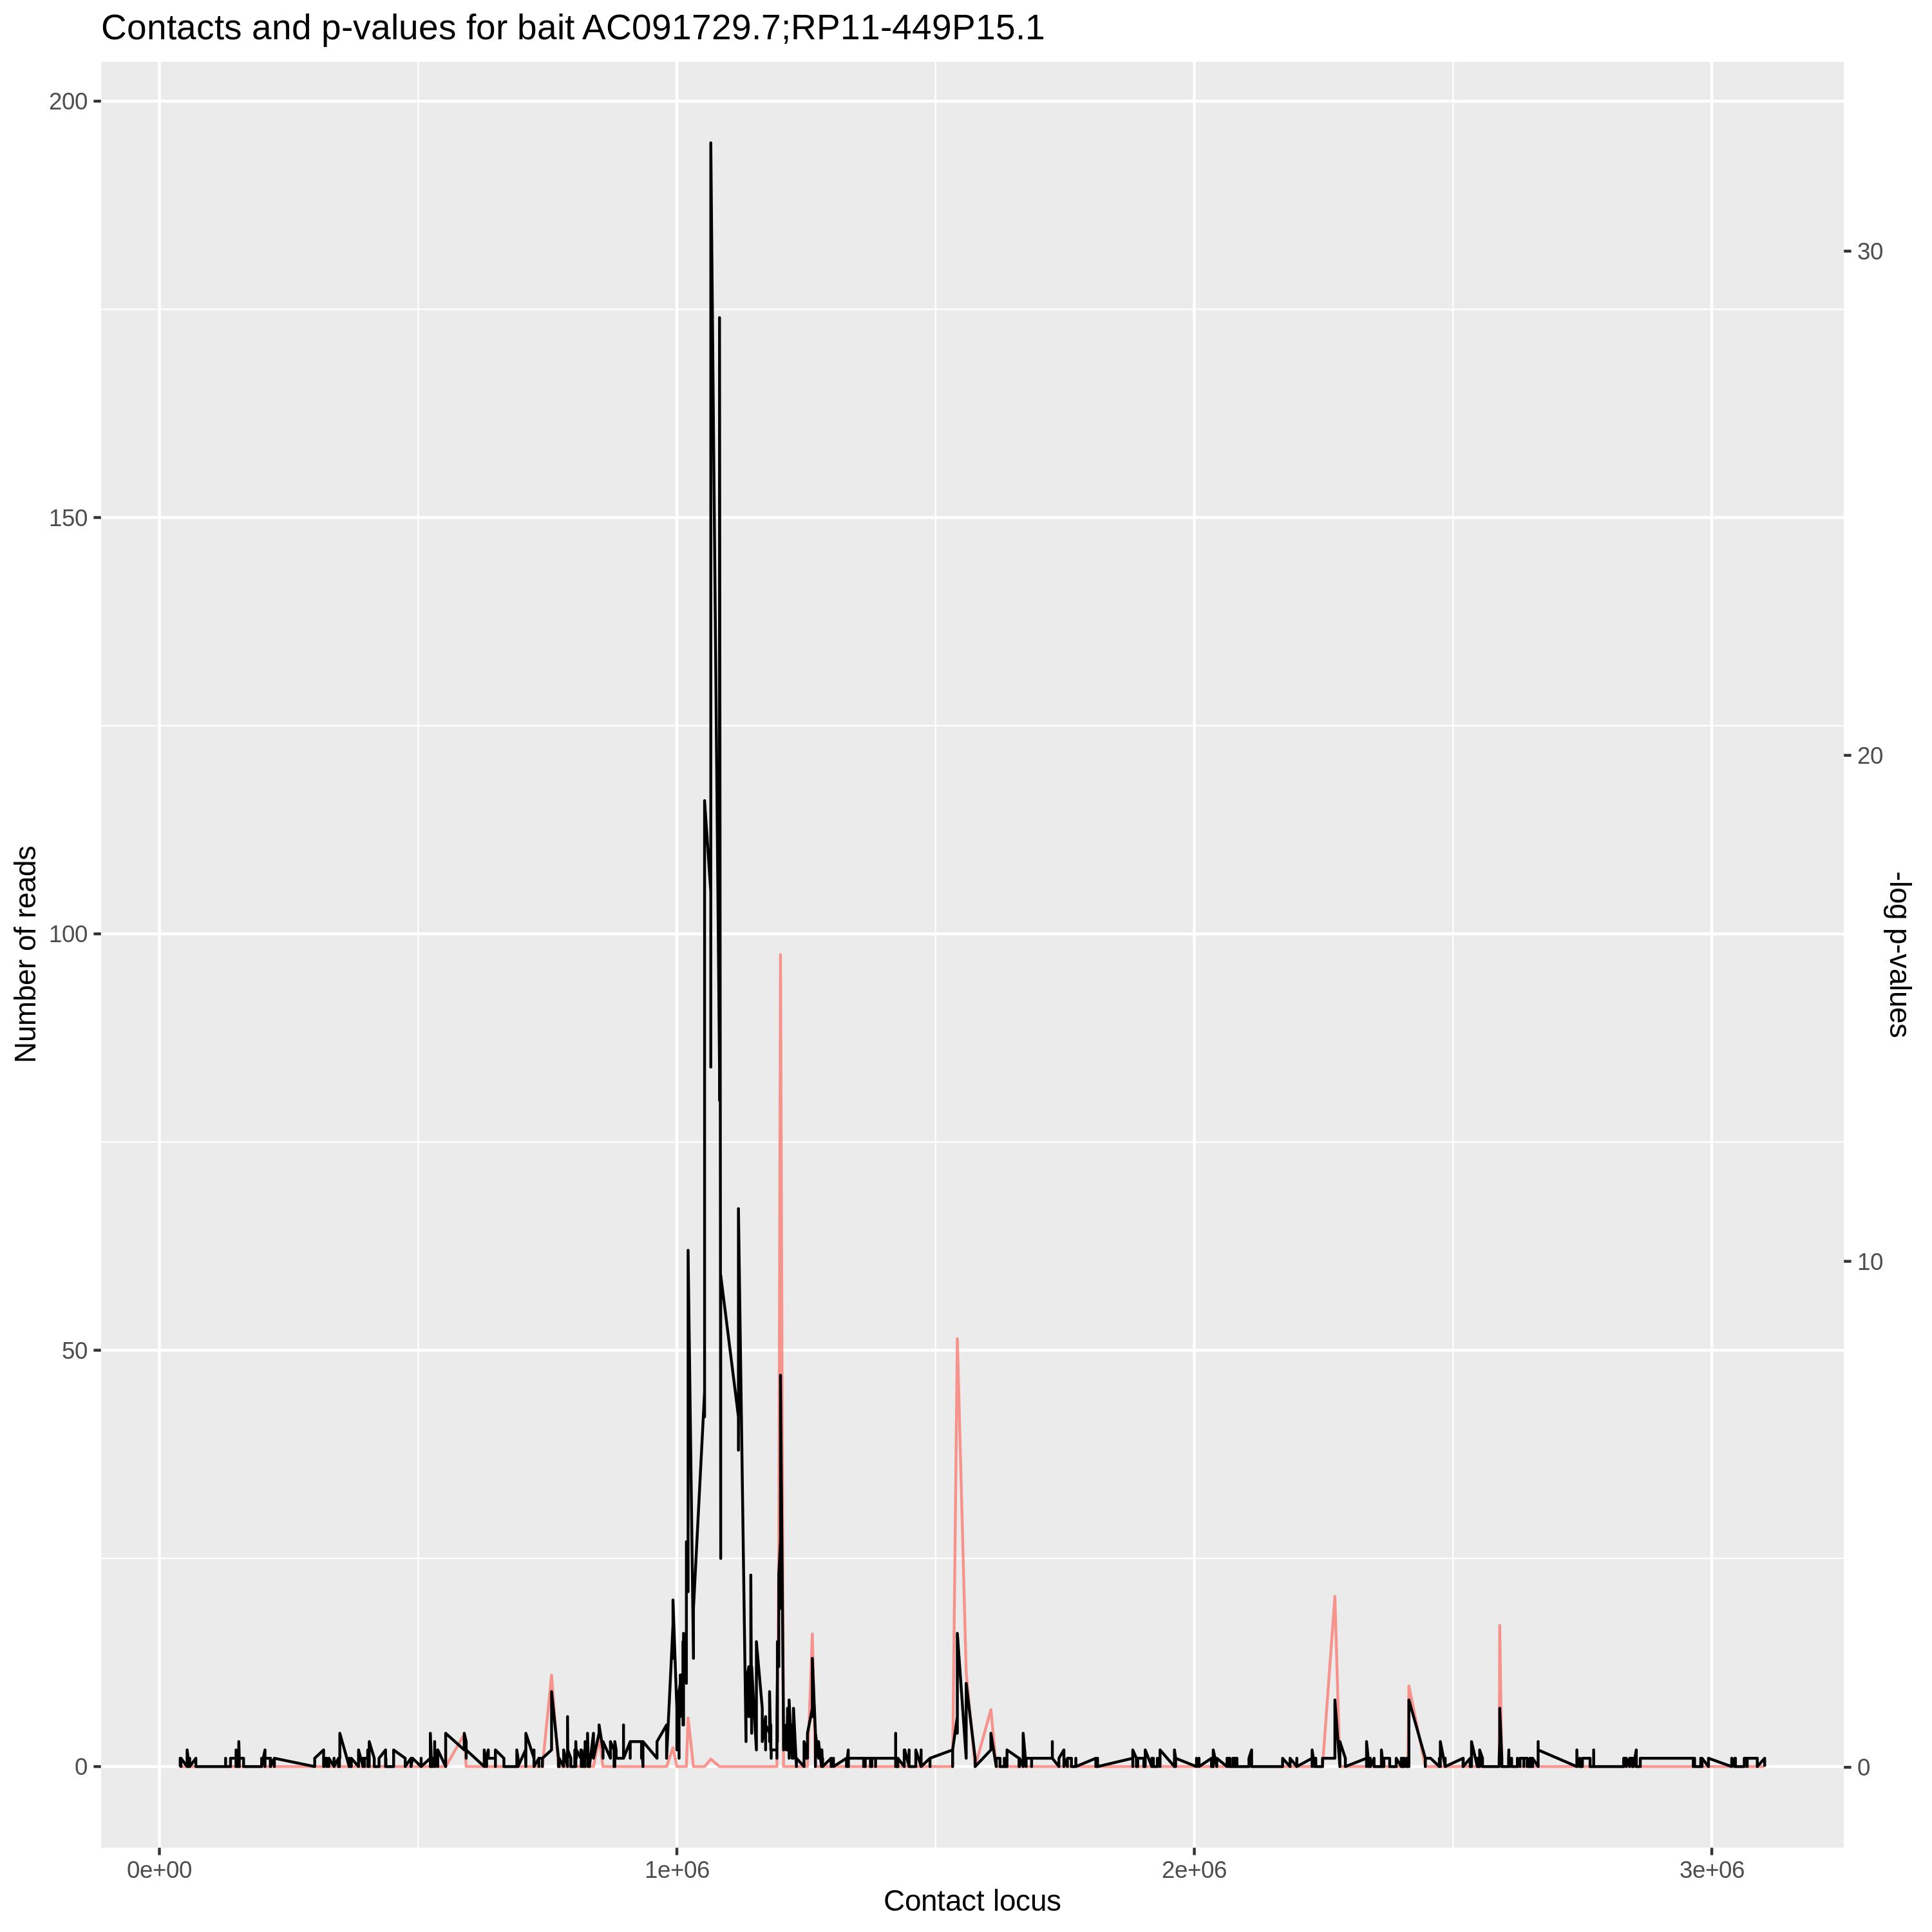 Contacts and p-values for bait AC091729.7;RP11-449P15.1
200
150
100
50
0
Number of reads
30
20
10
0
-log p-values
0e+00 1e+06 2e+06 3e+06
Contact locus